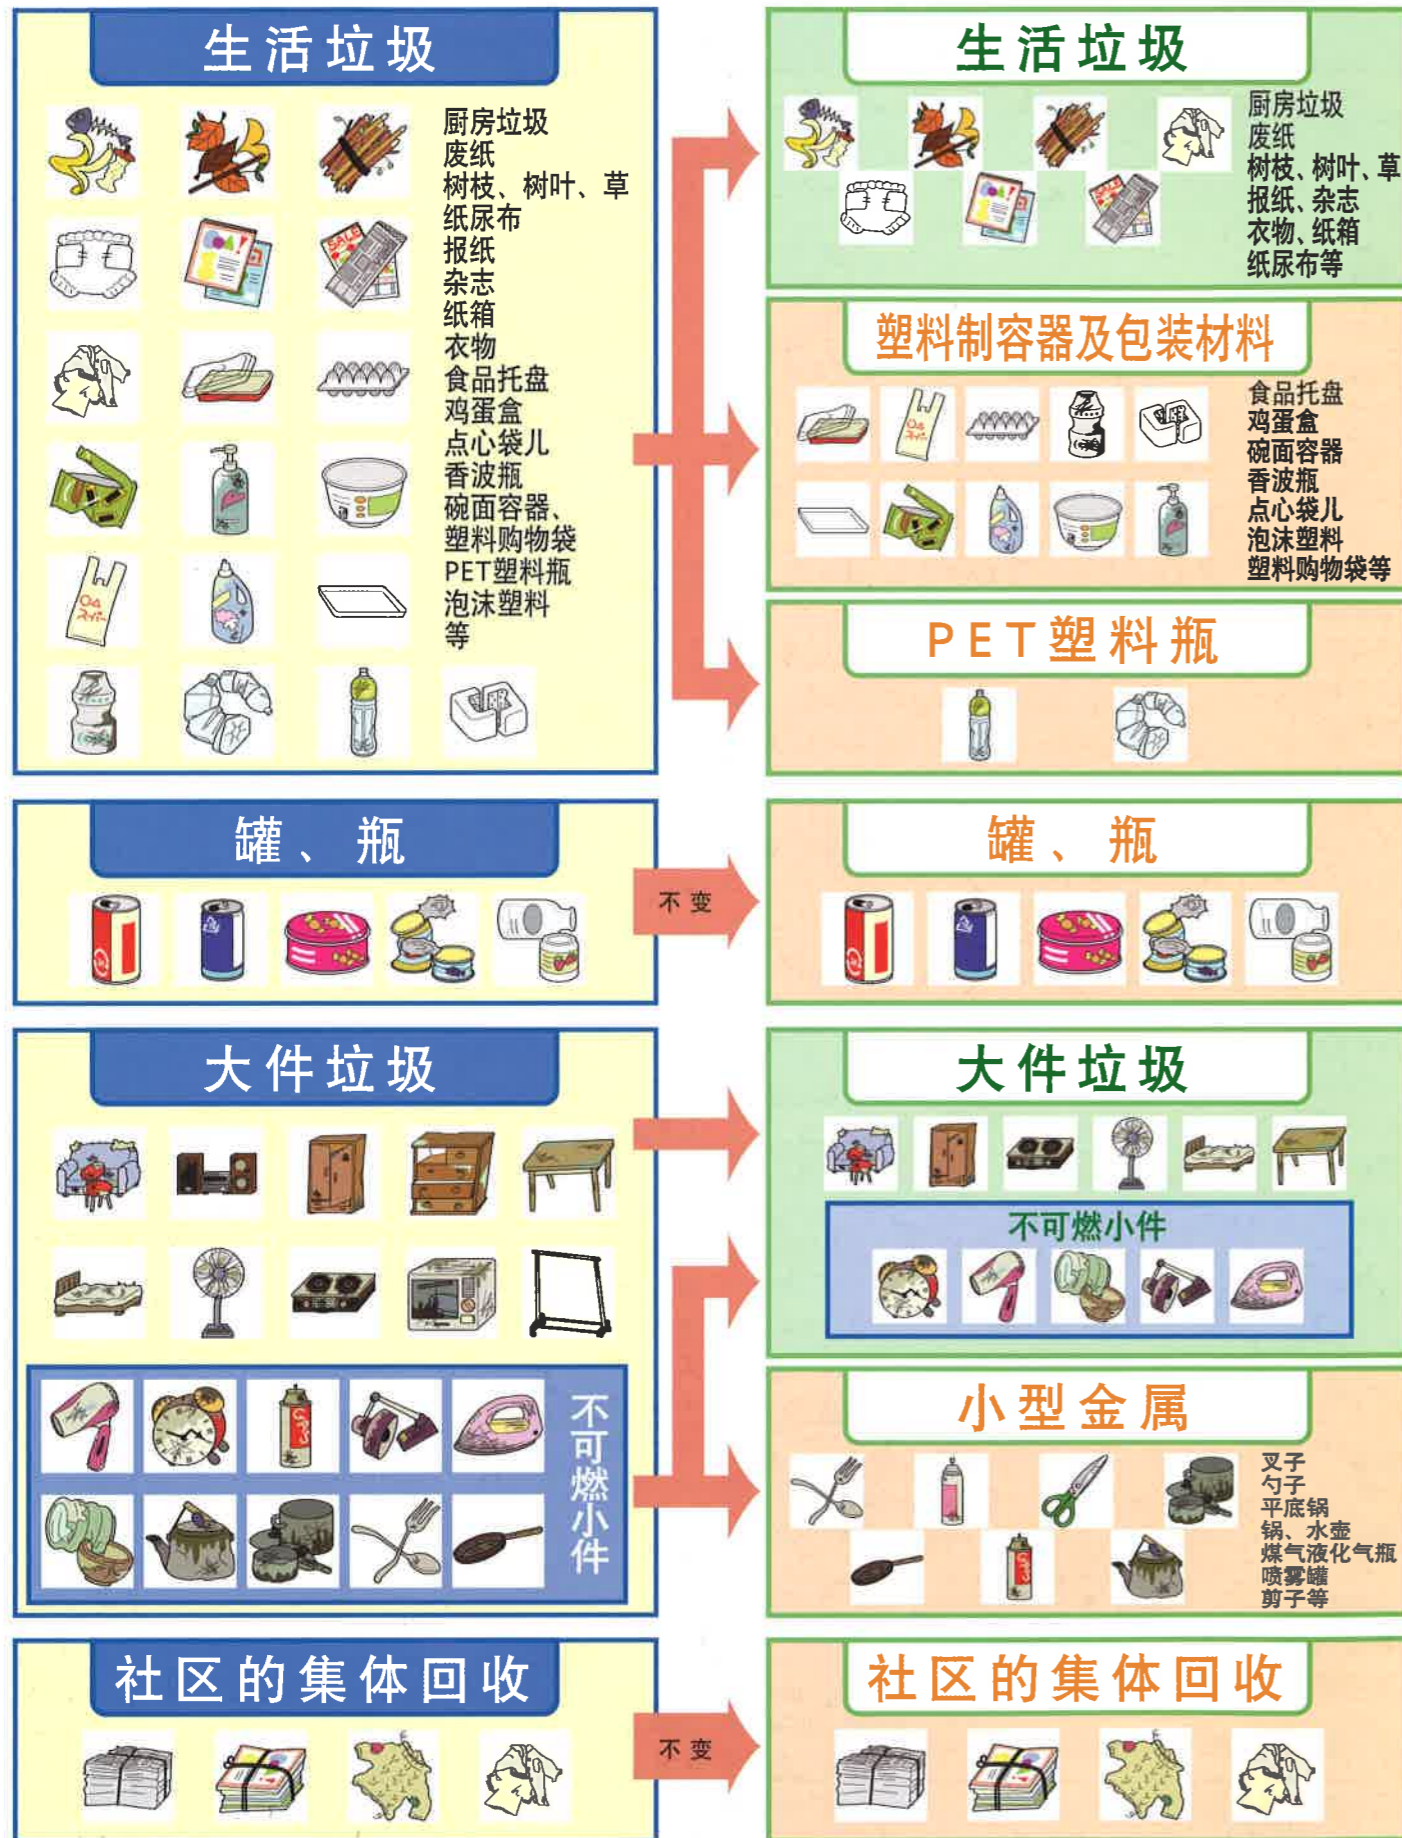 生活垃圾
厨房垃圾
废纸
树枝、树叶、草
纸尿布
报纸
杂志
纸箱
衣物
食品托盘
鸡蛋盒
点心袋儿
香波瓶
碗面容器、
塑料购物袋
PET塑料瓶
泡沫塑料
等
生活垃圾
厨房垃圾
废纸
树枝、树叶、草
报纸、杂志
衣物、纸箱
纸尿布等
塑料制容器及包装材料
食品托盘
鸡蛋盒
碗面容器
香波瓶
点心袋儿
泡沫塑料
塑料购物袋等
PET塑料瓶
罐、瓶
不变
罐、瓶
大件垃圾
不可燃小件
大件垃圾
不可燃小件
小型金属
叉子
勺子
平底锅
锅、水壶
煤气液化气瓶
喷雾罐
剪子等
社区的集体回收
不变
社区的集体回收